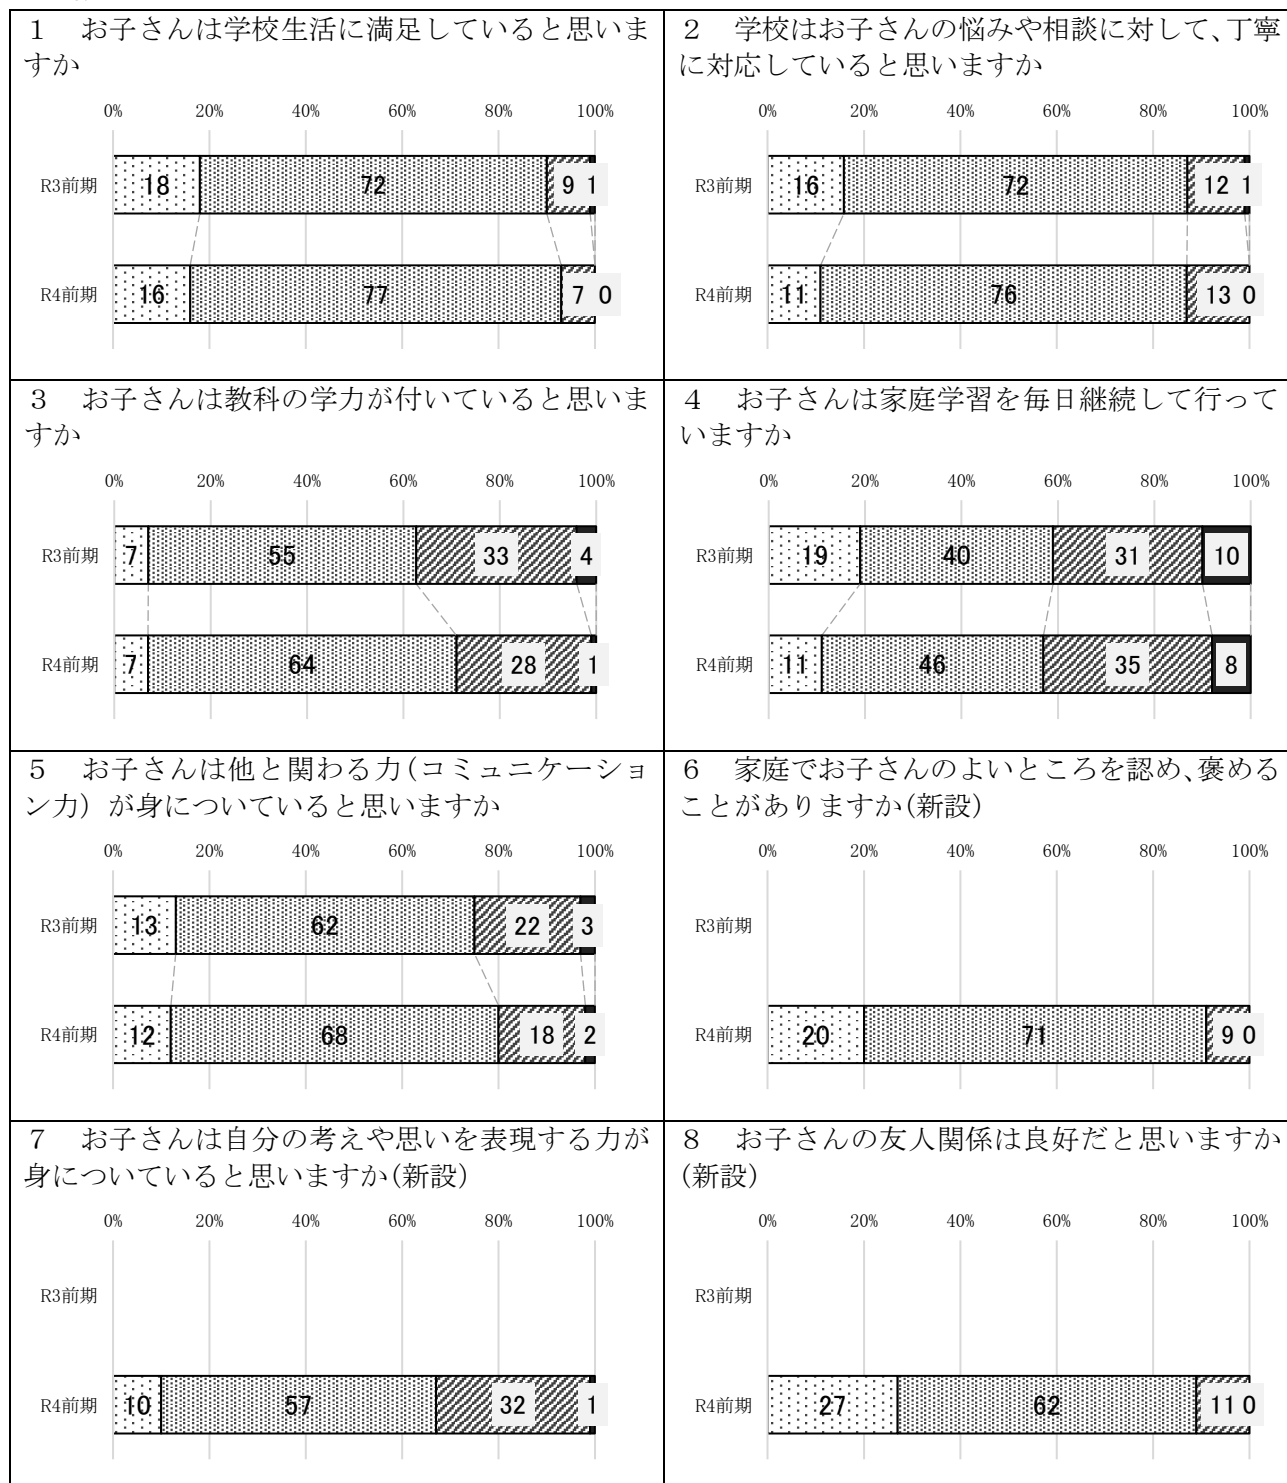 １　お子さんは学校生活に満足していると思いま
すか
0% 20% 40% 60% 80% 100%
R3前期 18 72 9 1
R4前期 16 77 7 0
２　学校はお子さんの悩みや相談に対して、丁寧
に対応していると思いますか
0% 20% 40% 60% 80% 100%
R3前期 16 72 12 1
R4前期 11 76 13 0
３　お子さんは教科の学力が付いていると思いま
すか
0% 20% 40% 60% 80% 100%
R3前期 7 55 33 4
R4前期 7 64 28 1
４　お子さんは家庭学習を毎日継続して行って
いますか
0% 20% 40% 60% 80% 100%
R3前期 19 40 31 10
R4前期 11 46 35 8
５　お子さんは他と関わる力(コミュニケーショ
ン力）が身についていると思いますか
0% 20% 40% 60% 80% 100%
R3前期 13 62 22 3
R4前期 12 68 18 2
６　家庭でお子さんのよいところを認め、褒める
ことがありますか(新設)
0% 20% 40% 60% 80% 100%
R3前期
R4前期 20 71 9 0
７　お子さんは自分の考えや思いを表現する力が
身についていると思いますか(新設)
0% 20% 40% 60% 80% 100%
R3前期
R4前期 10 57 32 1
８　お子さんの友人関係は良好だと思いますか
(新設)
0% 20% 40% 60% 80% 100%
R3前期
R4前期 27 62 11 0